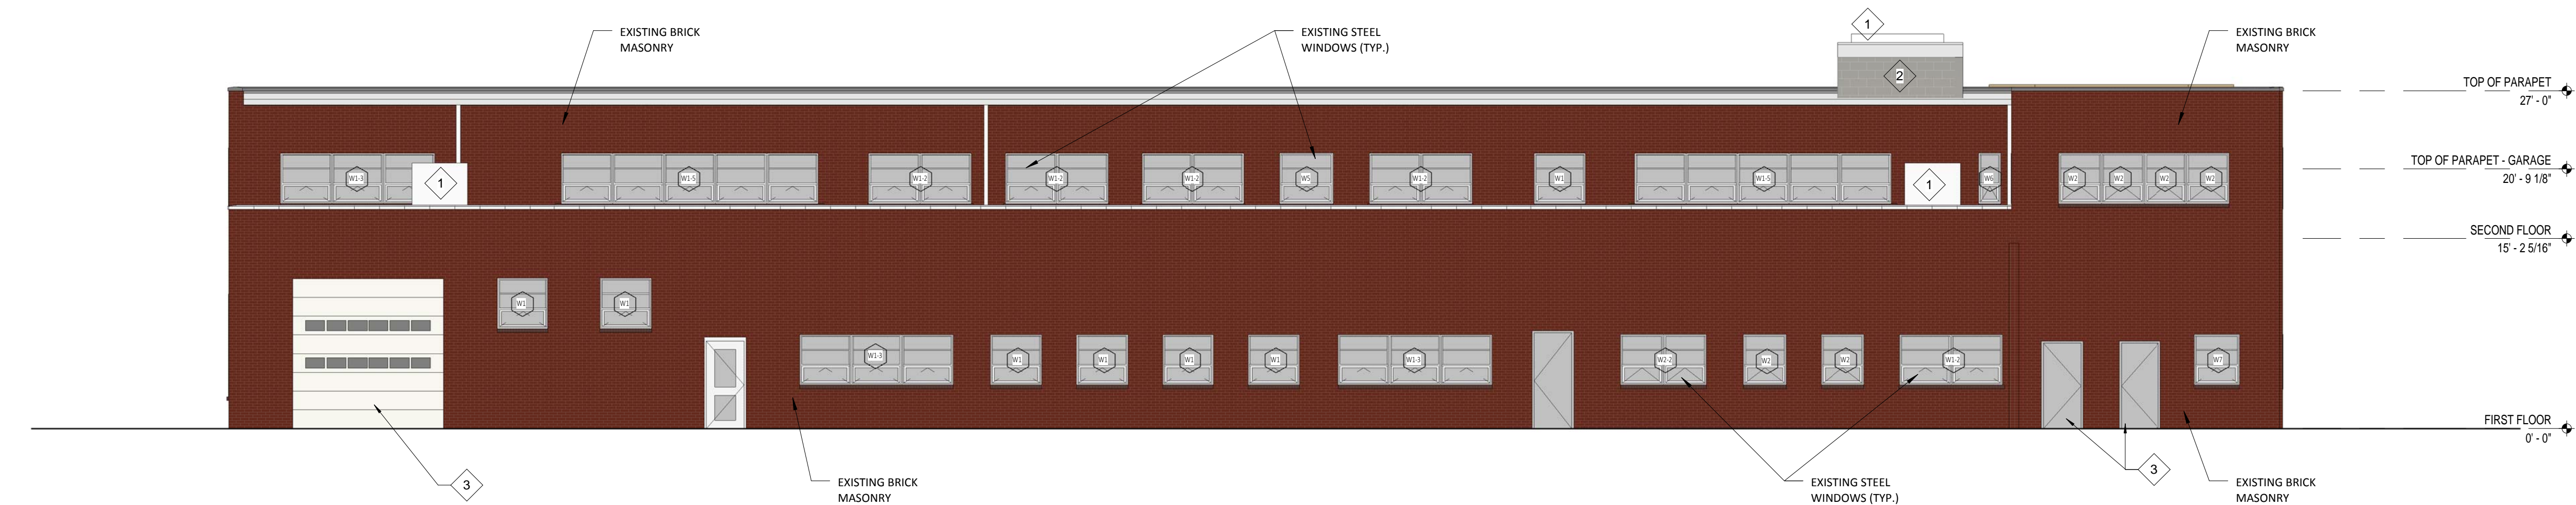 1
EXISTING BRICK
MASONRY
EXISTING STEEL
WINDOWS (TYP.)
EXISTING BRICK
MASONRY
2
TOP OF PARAPET
27' - 0"
TOP OF PARAPET - GARAGE
20' - 9 1/8"
W1-3
1
W1-5
W1-2
W1-2
W1-2
W5
W1-2
W1
W1-5
1
W6
W2
W2
W2
W2
SECOND FLOOR
15' - 2 5/16"
W1
W1
W1-3
W1
W1
W1
W1
W1-3
W2-2
W2
W2
W1-2
W7
FIRST FLOOR
0' - 0"
3
EXISTING BRICK
MASONRY
EXISTING STEEL
WINDOWS (TYP.)
3
EXISTING BRICK
MASONRY